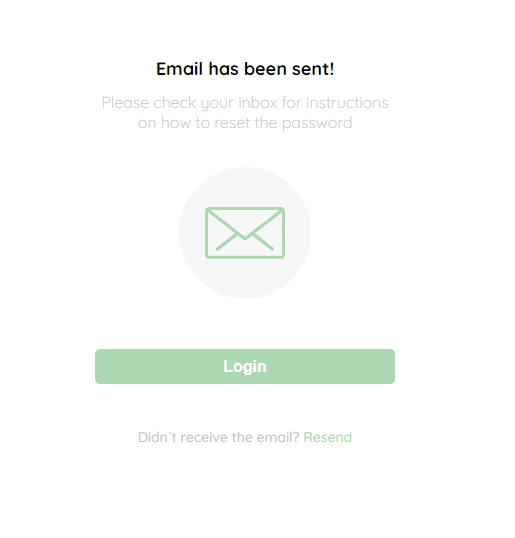 Email has been sent!
Please check your inbox for instructions
on how to reset the password
Login
Didn´t receive the email? Resend